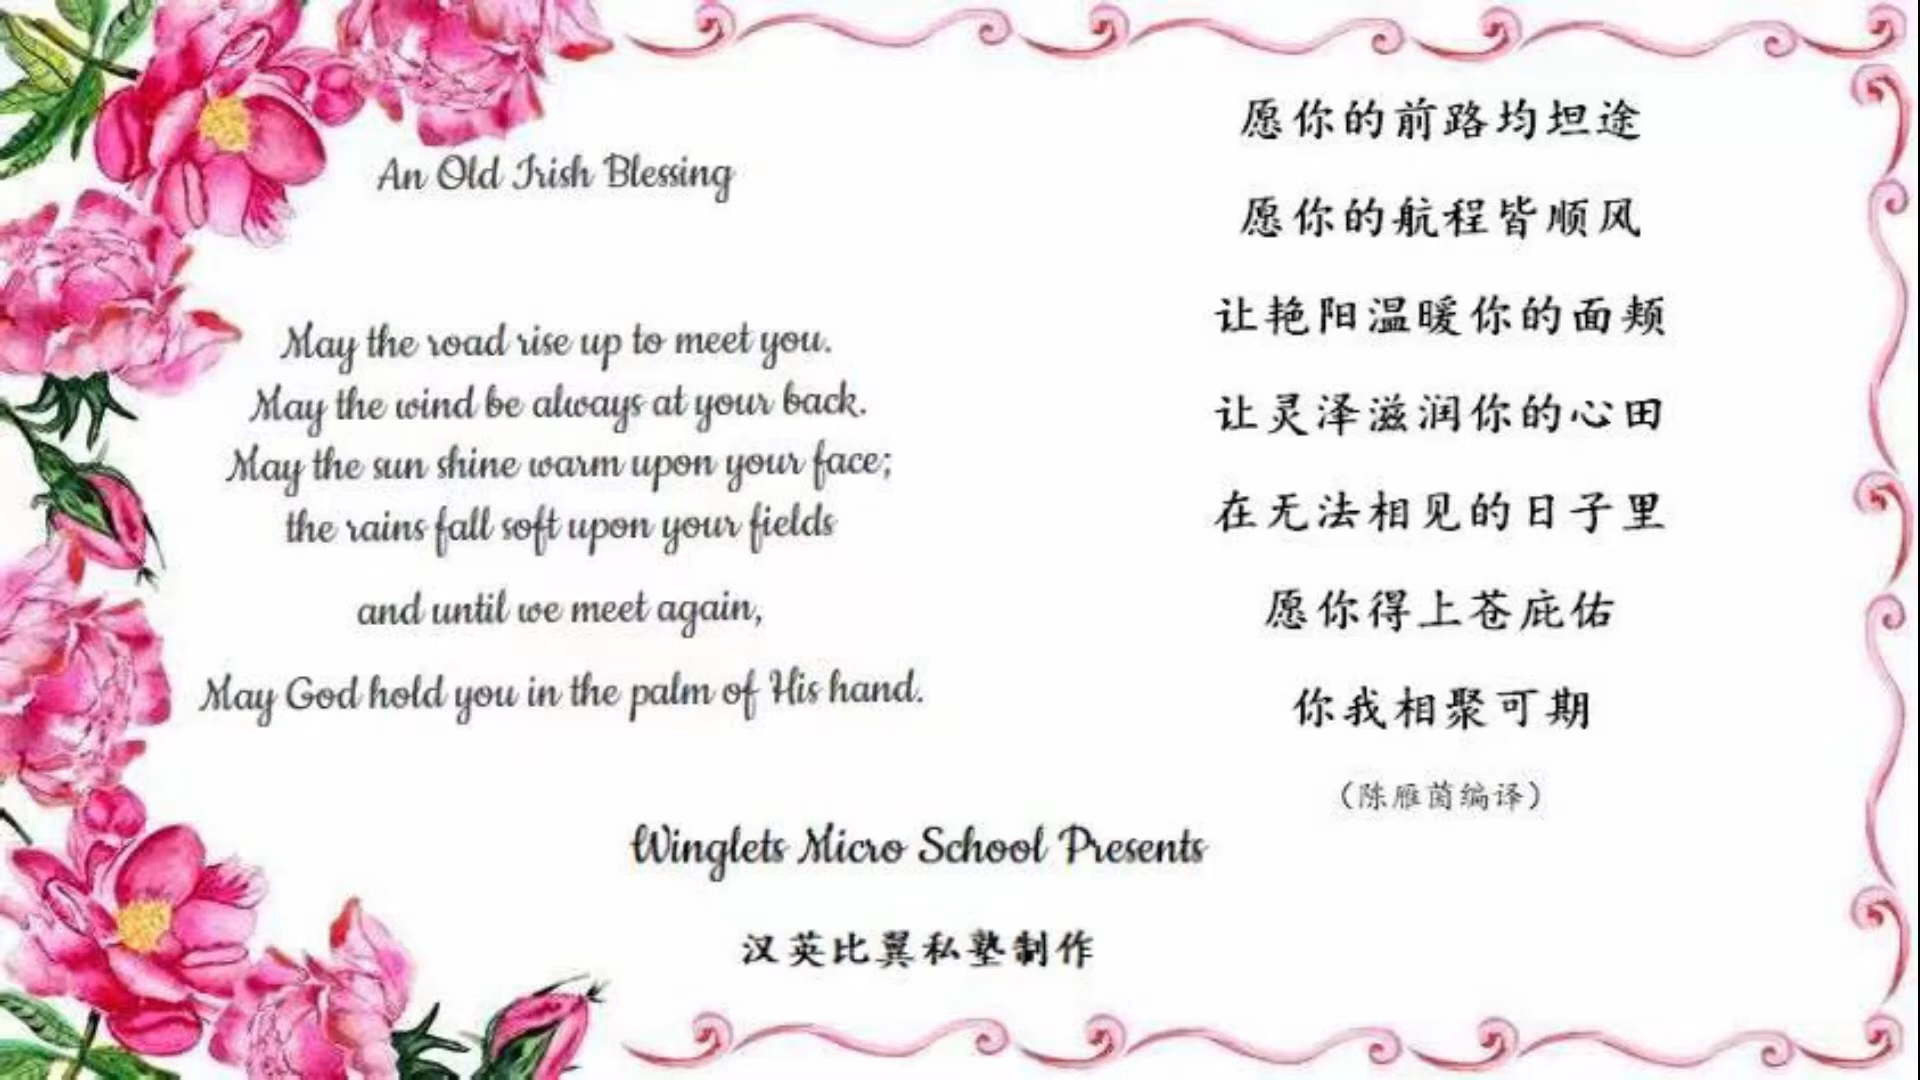 An Old Irish Blessing
May the road rise up to meet you.
May the wind be always at your back.
May the sun shine warm upon your face;
the rains fall soft upon your fields
and until we meet again,
May God hold you in the palm of His hand.
愿你的前路均坦途
愿你的航程皆顺风
让艳阳温暖你的面颊
让灵泽滋润你的心田
在无法相见的日子里
愿你得上苍庇佑
你我相聚可期
（陈雁茵编译）
Winglets Micro School Presents
汉英比翼私塾制作